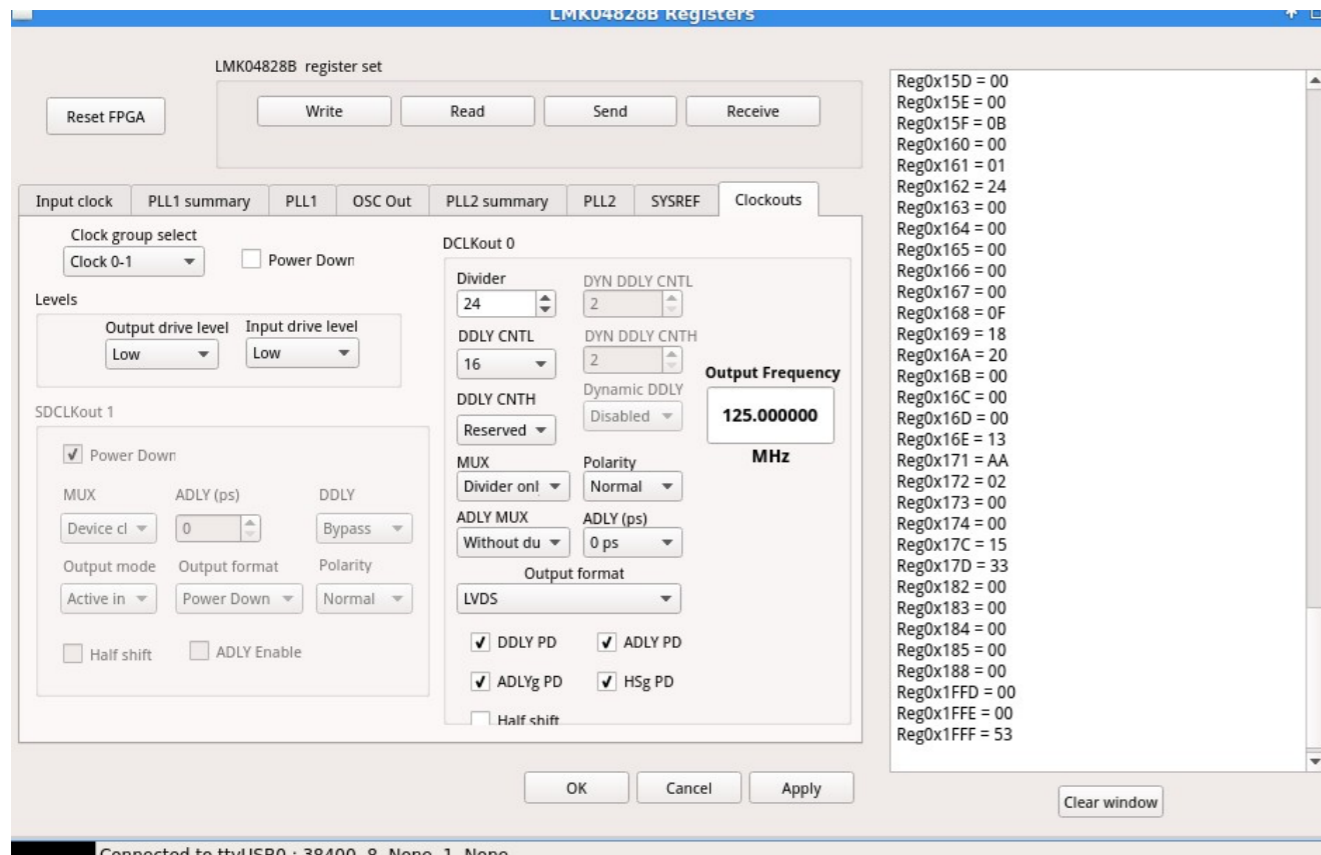 LMK04828B Registers
LMK04828B register set
Reset FPGA
Write
Read
Send
Receive
Input clock
PLL1 summary
PLL1
OSC Out
PLL2 summary
PLL2
SYSREF
Clockouts
Clock group select
Clock 0-1
Power Down
Levels
Output drive level
Input drive level
Low
Low
SDCLKout 1
Power Down
MUX
ADLY (ps)
DDLY
Device cl
0
Bypass
Output mode
Output format
Polarity
Active in
Power Down
Normal
Half shift
ADLY Enable
DCLKout 0
Divider
DYN DDLY CNTL
24
2
DDLY CNTL
DYN DDLY CNTH
16
2
DDLY CNTH
Dynamic DDLY
Reserved
Disabled
Output Frequency
125.000000
MHz
MUX
Polarity
Divider onl
Normal
ADLY MUX
ADLY (ps)
Without du
0 ps
Output format
LVDS
DDLY PD
ADLY PD
ADLYg PD
HSg PD
Half shift
OK
Cancel
Apply
Reg0x15D = 00
Reg0x15E = 00
Reg0x15F = 0B
Reg0x160 = 00
Reg0x161 = 01
Reg0x162 = 24
Reg0x163 = 00
Reg0x164 = 00
Reg0x165 = 00
Reg0x166 = 00
Reg0x167 = 00
Reg0x168 = 0F
Reg0x169 = 18
Reg0x16A = 20
Reg0x16B = 00
Reg0x16C = 00
Reg0x16D = 00
Reg0x16E = 13
Reg0x171 = AA
Reg0x172 = 02
Reg0x173 = 00
Reg0x174 = 00
Reg0x17C = 15
Reg0x17D = 33
Reg0x182 = 00
Reg0x183 = 00
Reg0x184 = 00
Reg0x185 = 00
Reg0x188 = 00
Reg0x1FFD = 00
Reg0x1FFE = 00
Reg0x1FFF = 53
Clear window
Connected to ttyUSB0 : 38400, 8, None, 1, None